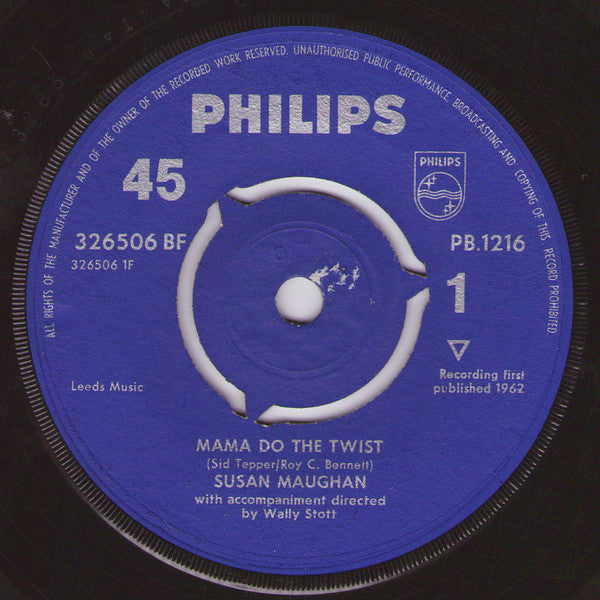 ALL RIGHTS OF THE MANUFACTURER AND OF THE OWNER OF THE RECORDED WORK RESERVED. UNAUTHORISED PUBLIC PERFORMANCE, BROADCASTING AND COPYING OF THIS RECORD PROHIBITED
PHILIPS
45
PHILIPS
326506 BF
PB.1216
326506 1F
1
Recording first
published 1962
Leeds Music
MAMA DO THE TWIST
(Sid Tepper/Roy C. Bennett)
SUSAN MAUGHAN
with accompaniment directed
by Wally Stott